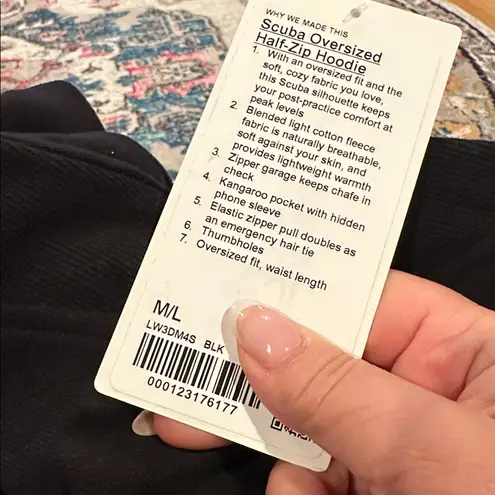 WHY WE MADE THIS
Scuba Oversized
Half-Zip Hoodie
1. With an oversized fit and the
soft, cozy fabric you love,
this Scuba silhouette keeps
your post-practice comfort at
peak levels
2. Blended light cotton fleece
fabric is naturally breathable,
soft against your skin, and
provides lightweight warmth
3. Zipper garage keeps chafe in
check
4. Kangaroo pocket with hidden
phone sleeve
5. Elastic zipper pull doubles as
an emergency hair tie
6. Thumbholes
7. Oversized fit, waist length
M/L
LW3DM4S BLK
000123176177